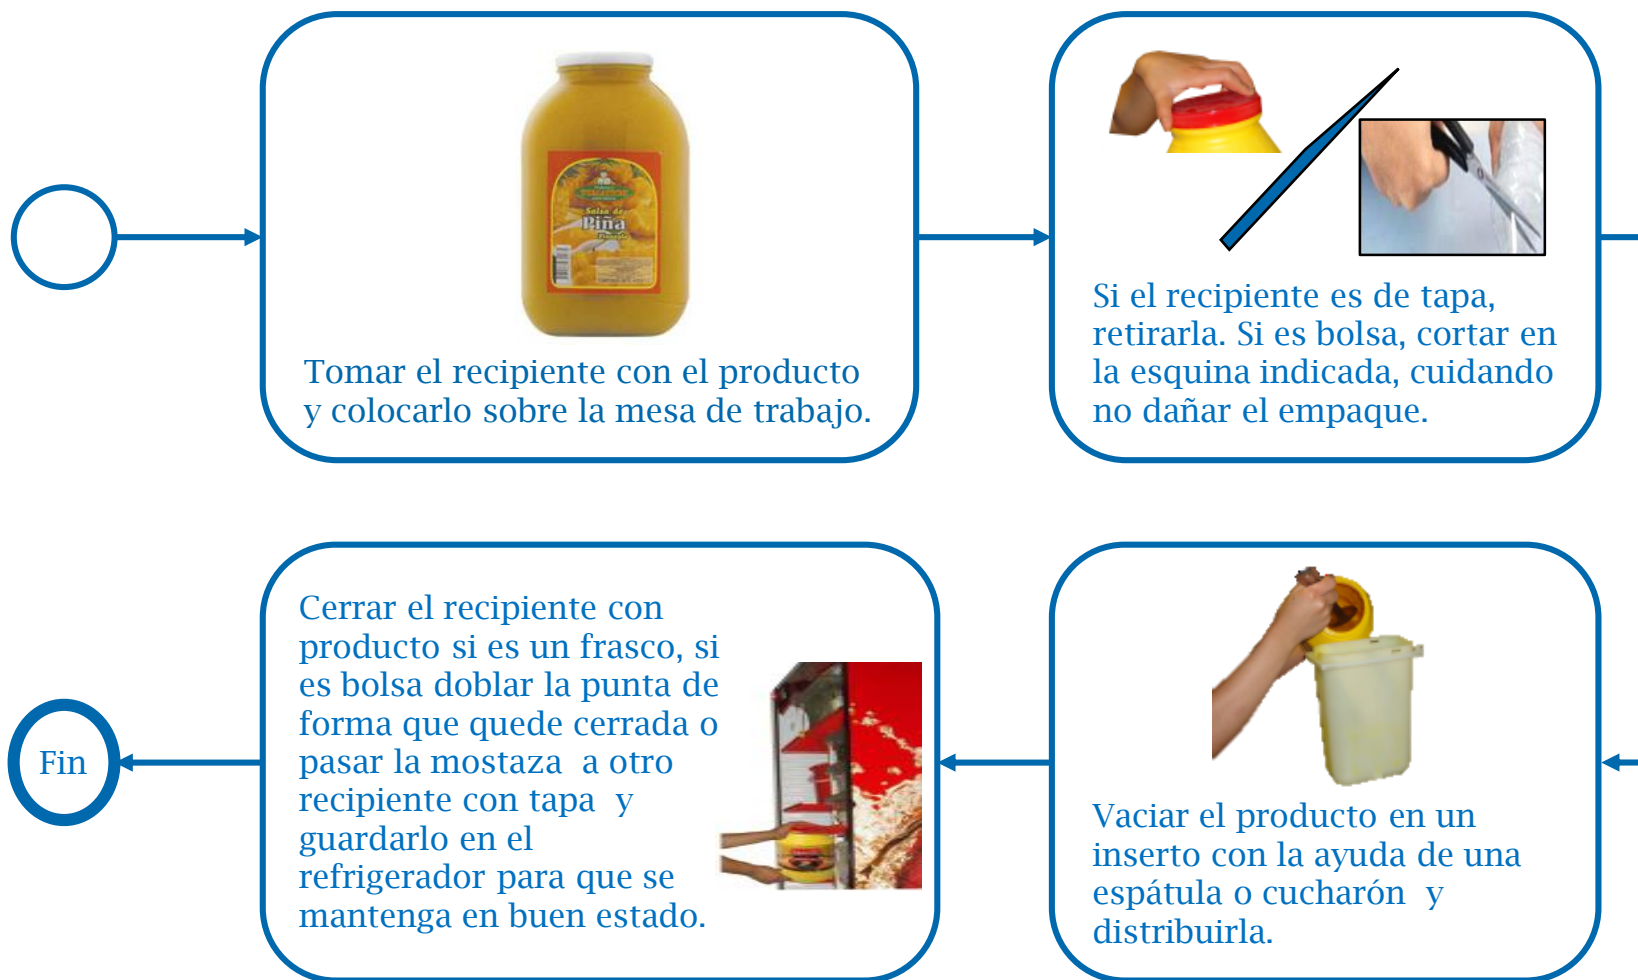 Salsa de
Piña
Tomar el recipiente con el producto
y colocarlo sobre la mesa de trabajo.
Si el recipiente es de tapa,
retirarla. Si es bolsa, cortar en
la esquina indicada, cuidando
no dañar el empaque.
Cerrar el recipiente con
producto si es un frasco, si
es bolsa doblar la punta de
forma que quede cerrada o
pasar la mostaza a otro
recipiente con tapa y
guardarlo en el
refrigerador para que se
mantenga en buen estado.
Fin
Vaciar el producto en un
inserto con la ayuda de una
espátula o cucharón y
distribuirla.